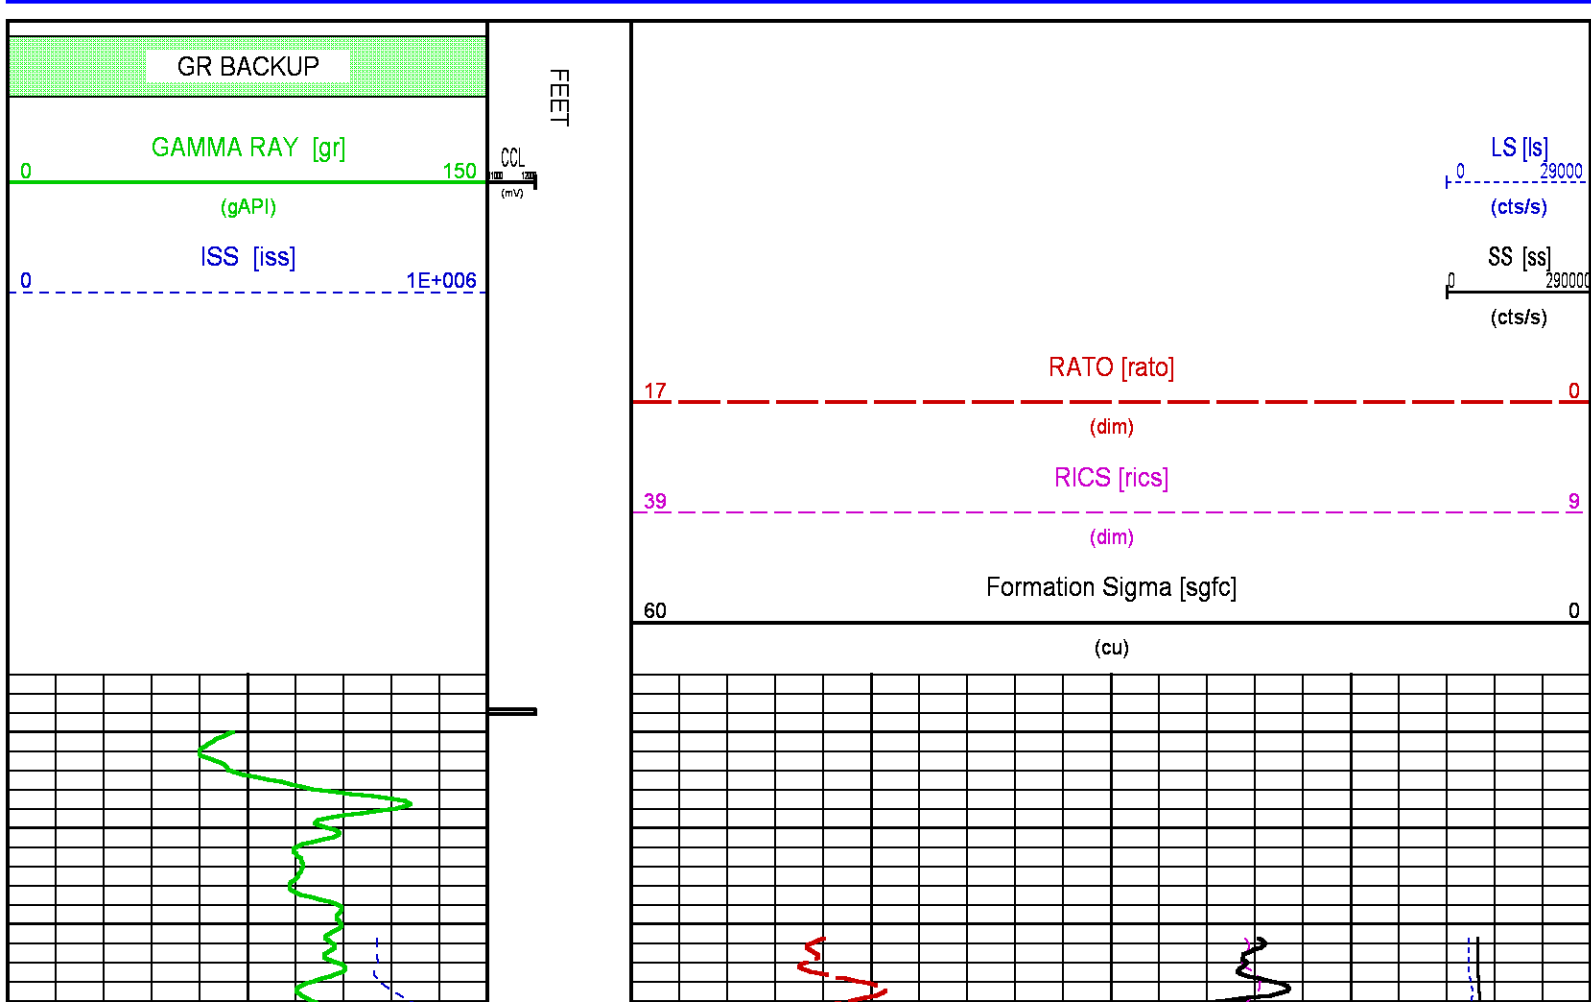 GR BACKUP
FEET
GAMMA RAY [gr]
0 150
(gAPI)
CCL
(mV)
LS [ls]
0 29000
(cts/s)
ISS [iss]
0 1E+006
SS [ss]
0 290000
(cts/s)
RATO [rato]
17 0
(dim)
RICS [rics]
39 9
(dim)
Formation Sigma [sgfc]
60 0
(cu)